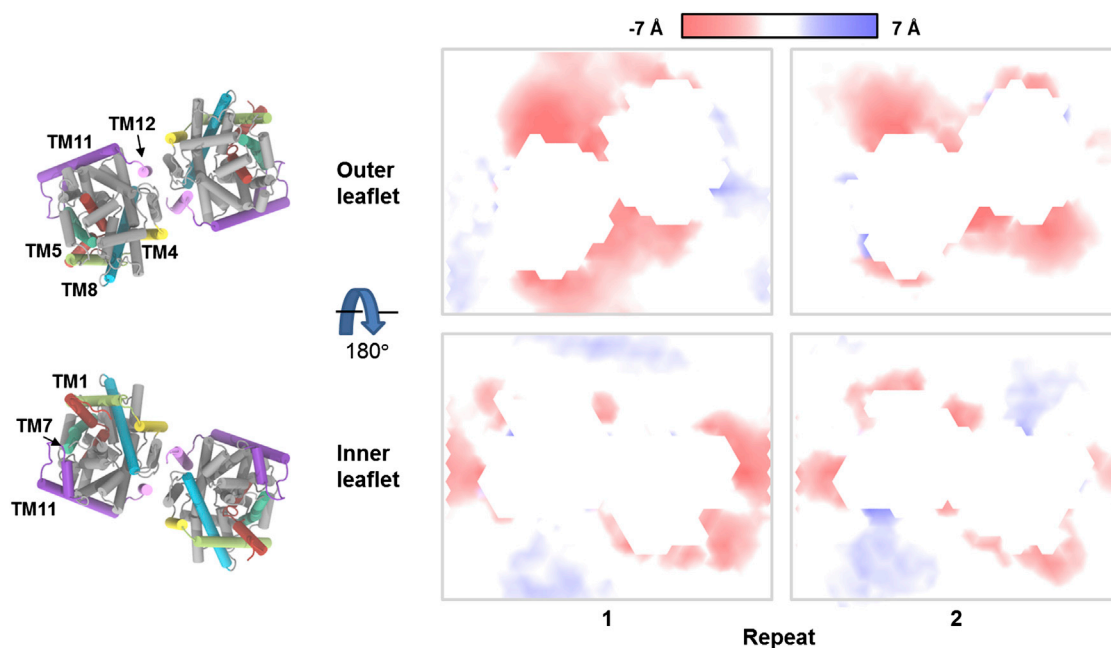 -7 Å
7 Å
TM12
TM11
TM5
TM4
TM8
Outer
leaflet
180°
TM1
TM7
TM11
Inner
leaflet
1
2
Repeat